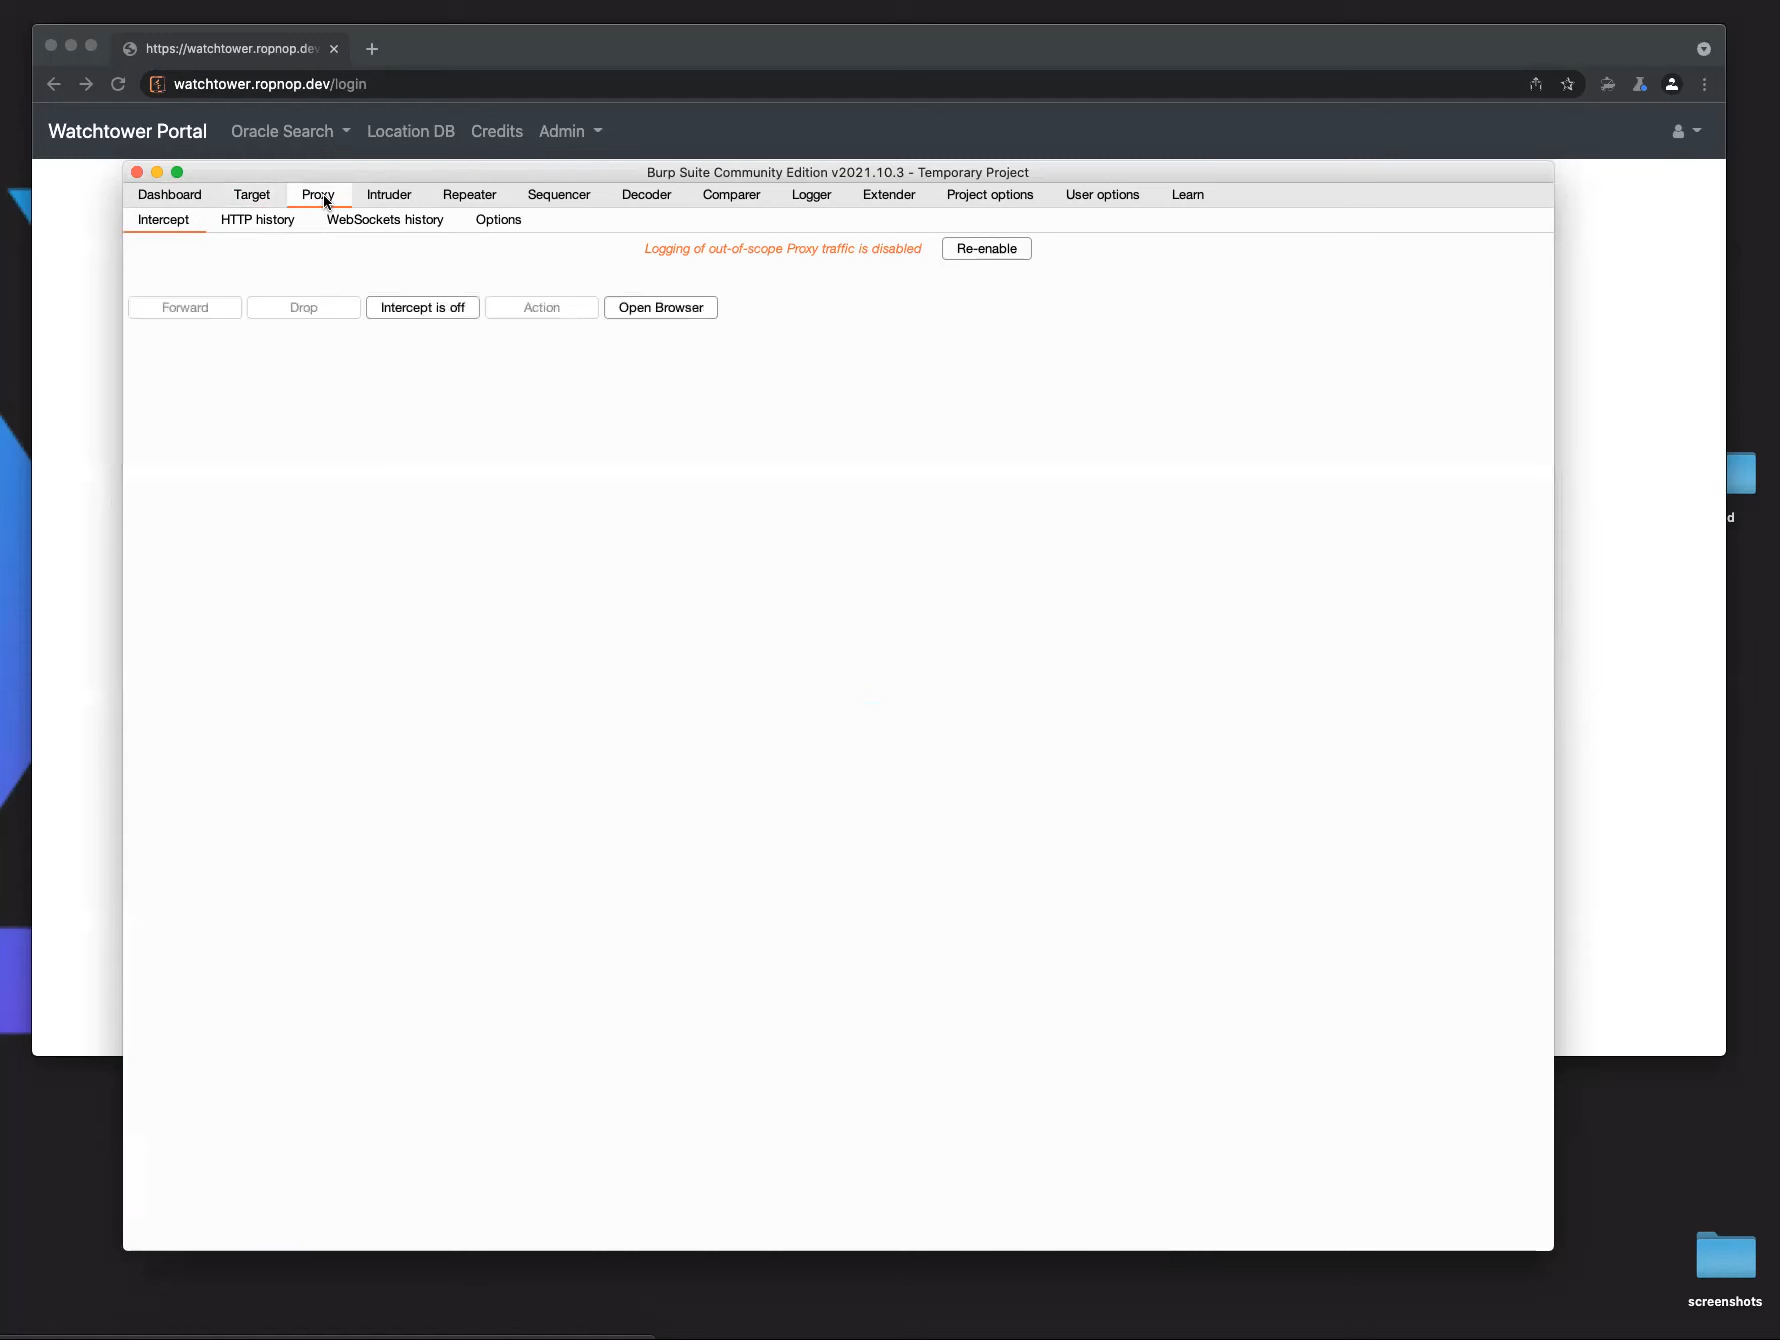 https://watchtower.ropnop.de
watchtower.ropnop.dev/login
Watchtower Portal Oracle Search Location DB Credits Admin
Burp Suite Community Edition v2021.10.3 - Temporary Project
Dashboard Target Proxy Intruder Repeater Sequencer Decoder Comparer Logger Extender Project options User options Learn
Intercept HTTP history WebSockets history Options
Logging of out-of-scope Proxy traffic is disabled Re-enable
Forward Drop Intercept is off Action Open Browser
d
screenshots